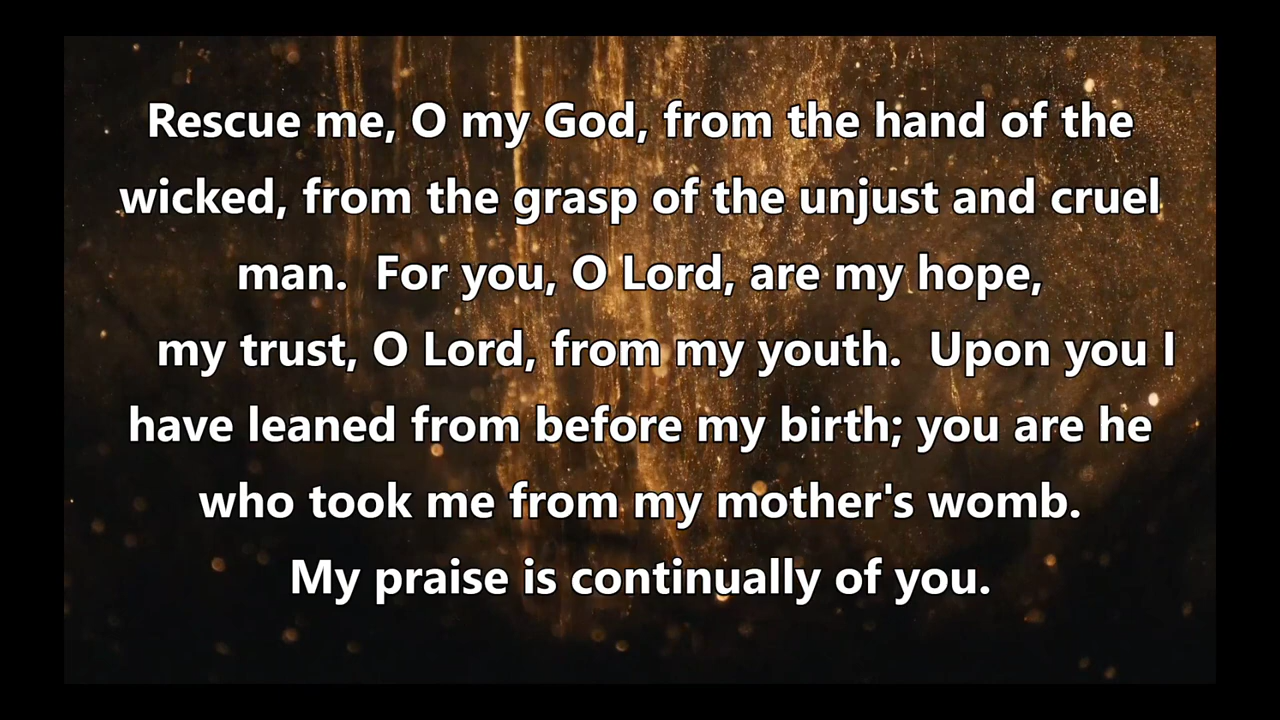 Rescue me, O my God, from the hand of the
wicked, from the grasp of the unjust and cruel
man.  For you, O Lord, are my hope,
my trust, O Lord, from my youth.  Upon you I
have leaned from before my birth; you are he
who took me from my mother's womb.
My praise is continually of you.